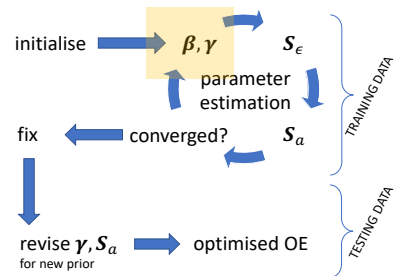 initialise
β, γ
S_ϵ
parameter
estimation
fix
converged?
S_a
TRAINING DATA
revise γ, S_a
for new prior
optimised OE
TESTING DATA